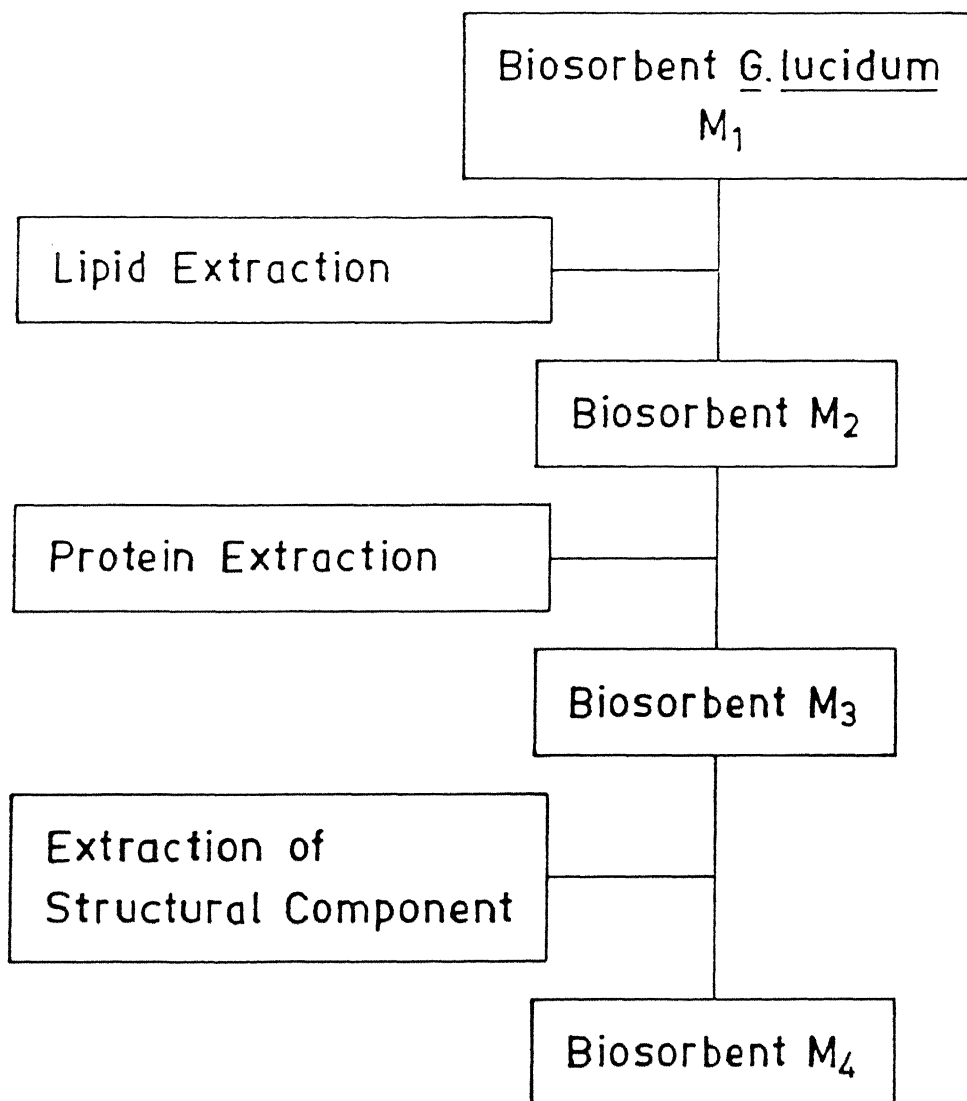 Biosorbent G. lucidum
M₁
Lipid Extraction
Biosorbent M₂
Protein Extraction
Biosorbent M₃
Extraction of
Structural Component
Biosorbent M₄